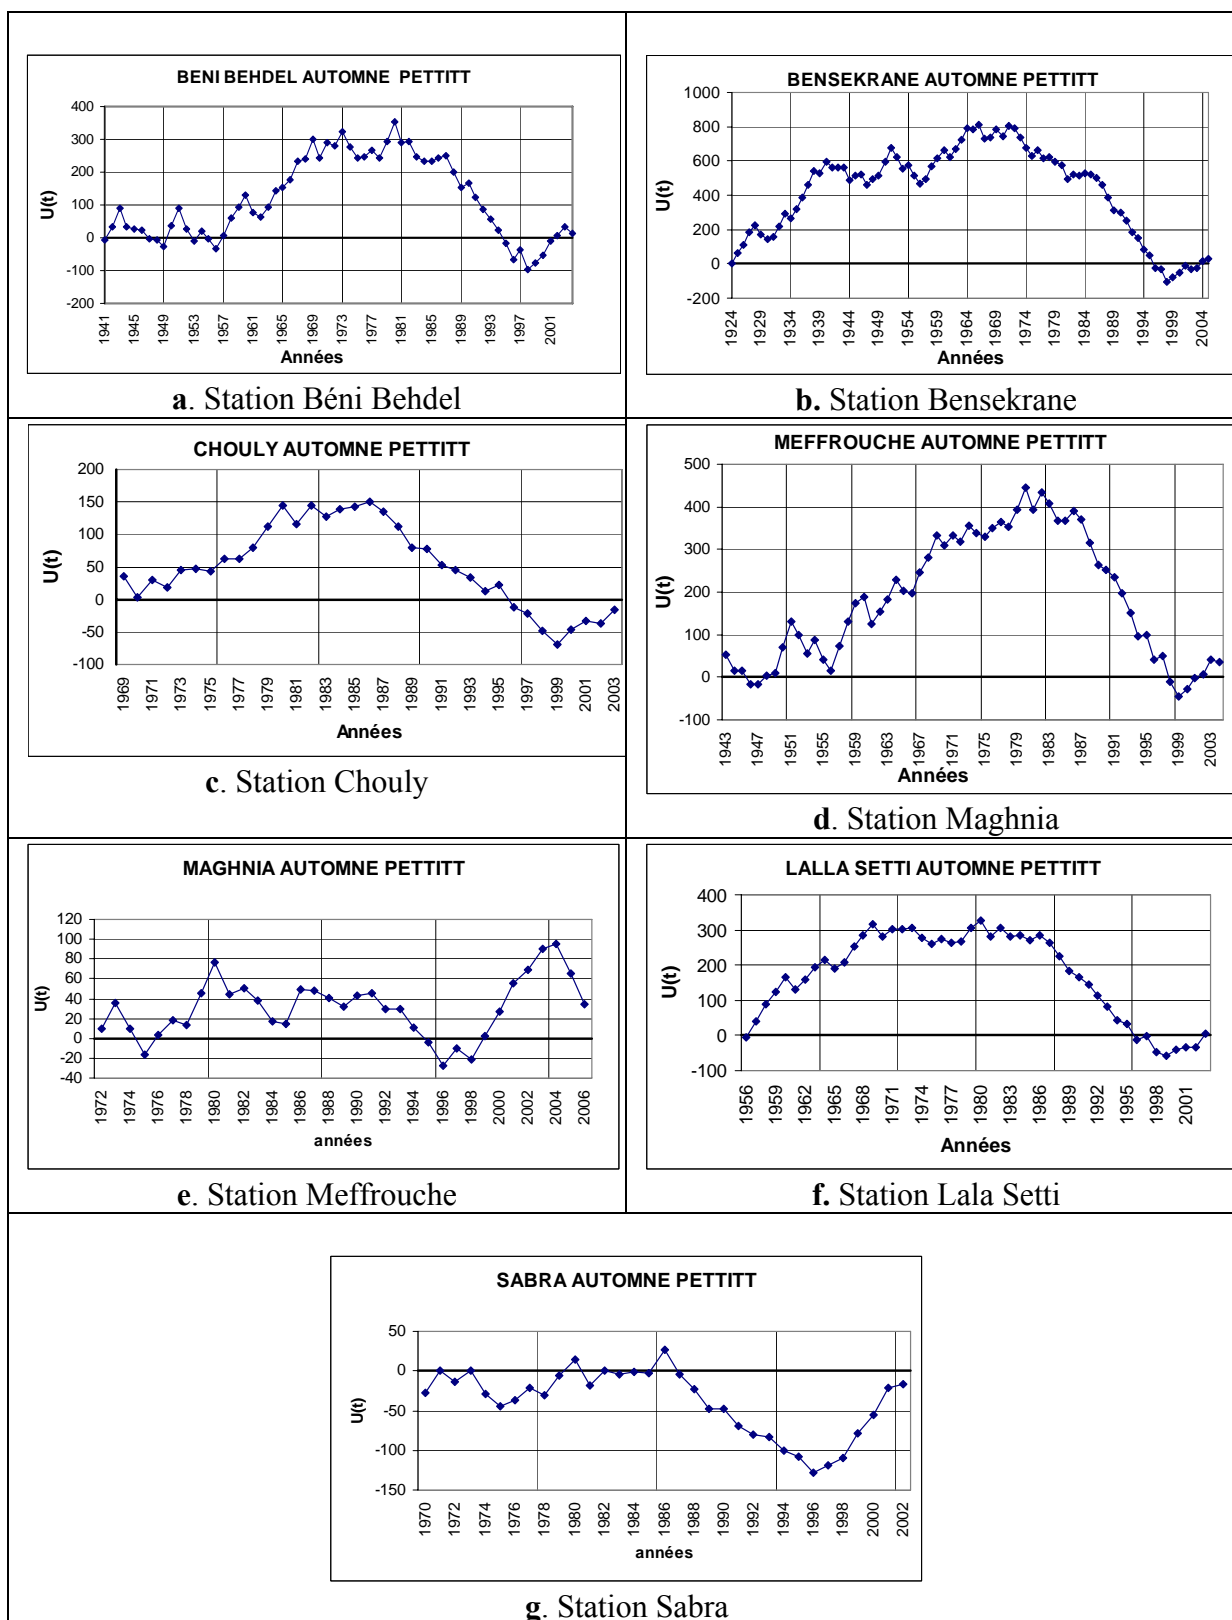 BENI BEHDEL AUTOMNE  PETTITT
400
300
200
100
0
-100
-200
U(t)
1941 1945 1949 1953 1957 1961 1965 1969 1973 1977 1981 1985 1989 1993 1997 2001
Années
a. Station Béni Behdel
BENSEKRANE AUTOMNE PETTITT
1000
800
600
400
200
0
-200
U(t)
1924 1929 1934 1939 1944 1949 1954 1959 1964 1969 1974 1979 1984 1989 1994 1999 2004
Années
b. Station Bensekrane
CHOULY AUTOMNE PETTITT
200
150
100
50
0
-50
-100
U(t)
1969 1971 1973 1975 1977 1979 1981 1983 1985 1987 1989 1991 1993 1995 1997 1999 2001 2003
Années
c. Station Chouly
MEFFROUCHE AUTOMNE PETTITT
500
400
300
200
100
0
-100
U(t)
1943 1947 1951 1955 1959 1963 1967 1971 1975 1979 1983 1987 1991 1995 1999 2003
Années
d. Station Maghnia
MAGHNIA AUTOMNE PETTITT
120
100
80
60
40
20
0
-20
-40
U(t)
1972 1974 1976 1978 1980 1982 1984 1986 1988 1990 1992 1994 1996 1998 2000 2002 2004 2006
années
e. Station Meffrouche
LALLA SETTI AUTOMNE PETTITT
400
300
200
100
0
-100
U(t)
1956 1959 1962 1965 1968 1971 1974 1977 1980 1983 1986 1989 1992 1995 1998 2001
Années
f. Station Lala Setti
SABRA AUTOMNE PETTITT
50
0
-50
-100
-150
U(t)
1970 1972 1974 1976 1978 1980 1982 1984 1986 1988 1990 1992 1994 1996 1998 2000 2002
années
g. Station Sabra